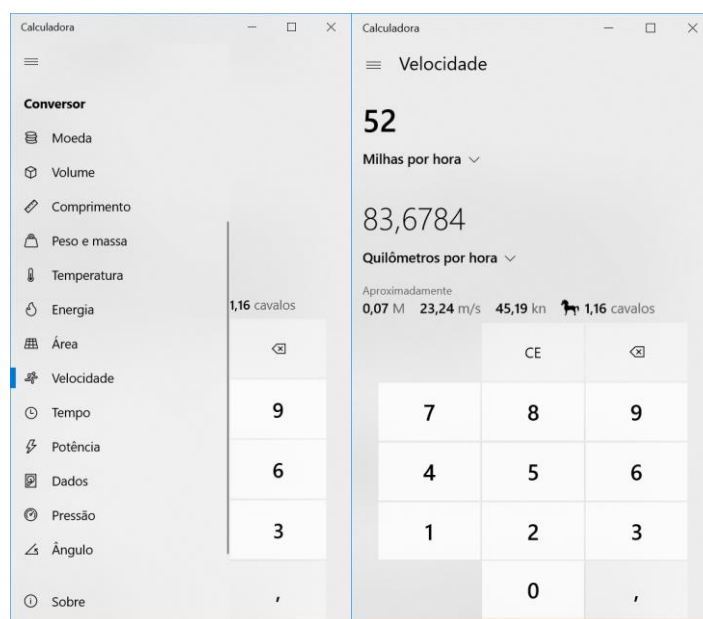 Calculadora
Conversor
Moeda
Volume
Comprimento
Peso e massa
Temperatura
Energia
Área
Velocidade
Tempo
Potência
Dados
Pressão
Ângulo
Sobre
1,16 cavalos
9
6
3
,
Calculadora
Velocidade
52
Milhas por hora
83,6784
Quilômetros por hora
Aproximadamente
0,07 M 23,24 m/s 45,19 kn 1,16 cavalos
CE
7 8 9
4 5 6
1 2 3
0 ,